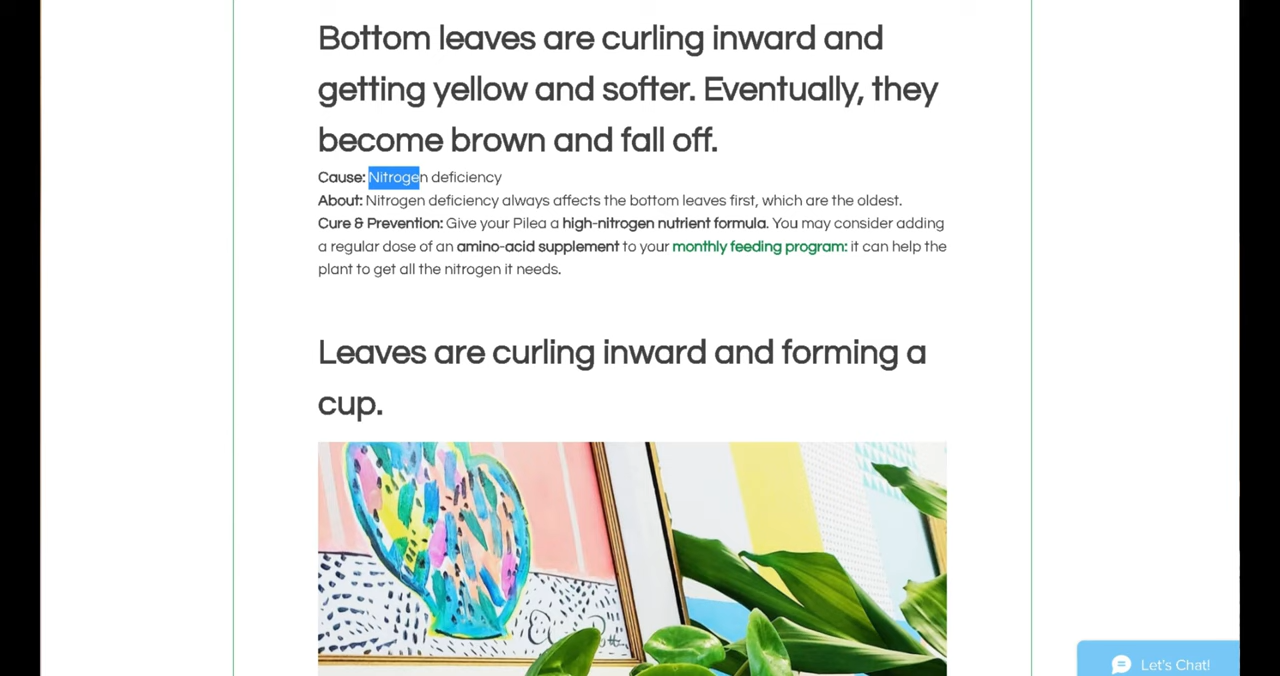 Bottom leaves are curling inward and
getting yellow and softer. Eventually, they
become brown and fall off.
Cause: Nitrogen deficiency
About: Nitrogen deficiency always affects the bottom leaves first, which are the oldest.
Cure & Prevention: Give your Pilea a high-nitrogen nutrient formula. You may consider adding
a regular dose of an amino-acid supplement to your monthly feeding program: it can help the
plant to get all the nitrogen it needs.
Leaves are curling inward and forming a
cup.
Let's Chat!